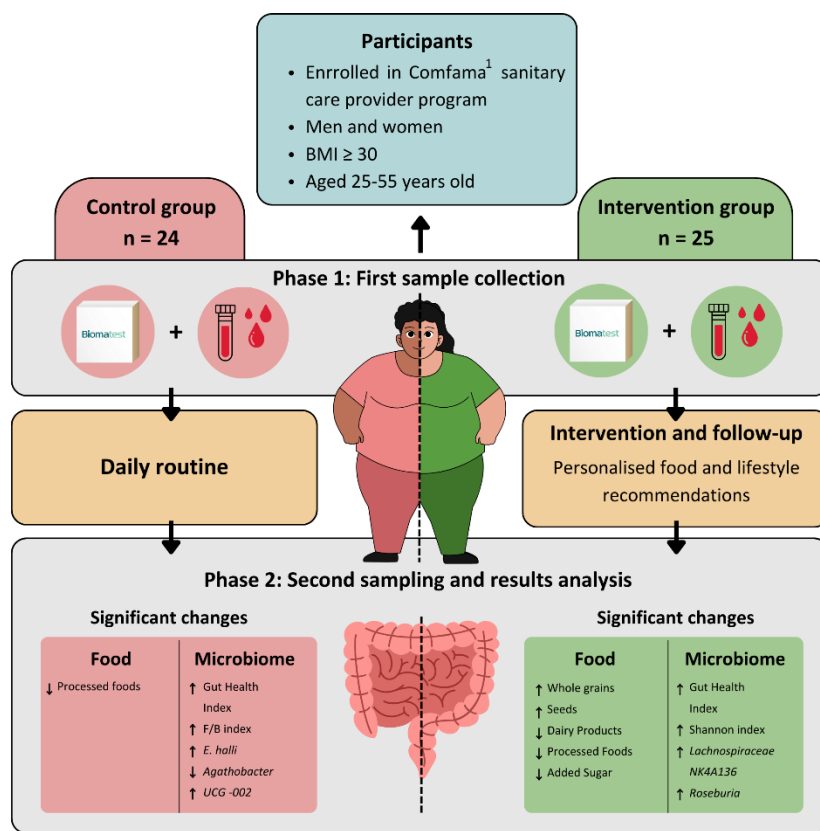 Participants
• Enrrolled in Comfama1 sanitary
care provider program
• Men and women
• BMI ≥ 30
• Aged 25-55 years old
Control group
n = 24
Intervention group
n = 25
Phase 1: First sample collection
Biomatest
+
Biomatest
+
Daily routine
Intervention and follow-up
Personalised food and lifestyle
recommendations
Phase 2: Second sampling and results analysis
Significant changes
Food
↓ Processed foods
Microbiome
↑ Gut Health
Index
↑ F/B index
↑ E. halli
↓ Agathobacter
↑ UCG -002
Significant changes
Food
↑ Whole grains
↑ Seeds
↓ Dairy Products
↓ Processed Foods
↓ Added Sugar
Microbiome
↑ Gut Health
Index
↑ Shannon index
↑ Lachnospiraceae
NK4A136
↑ Roseburia